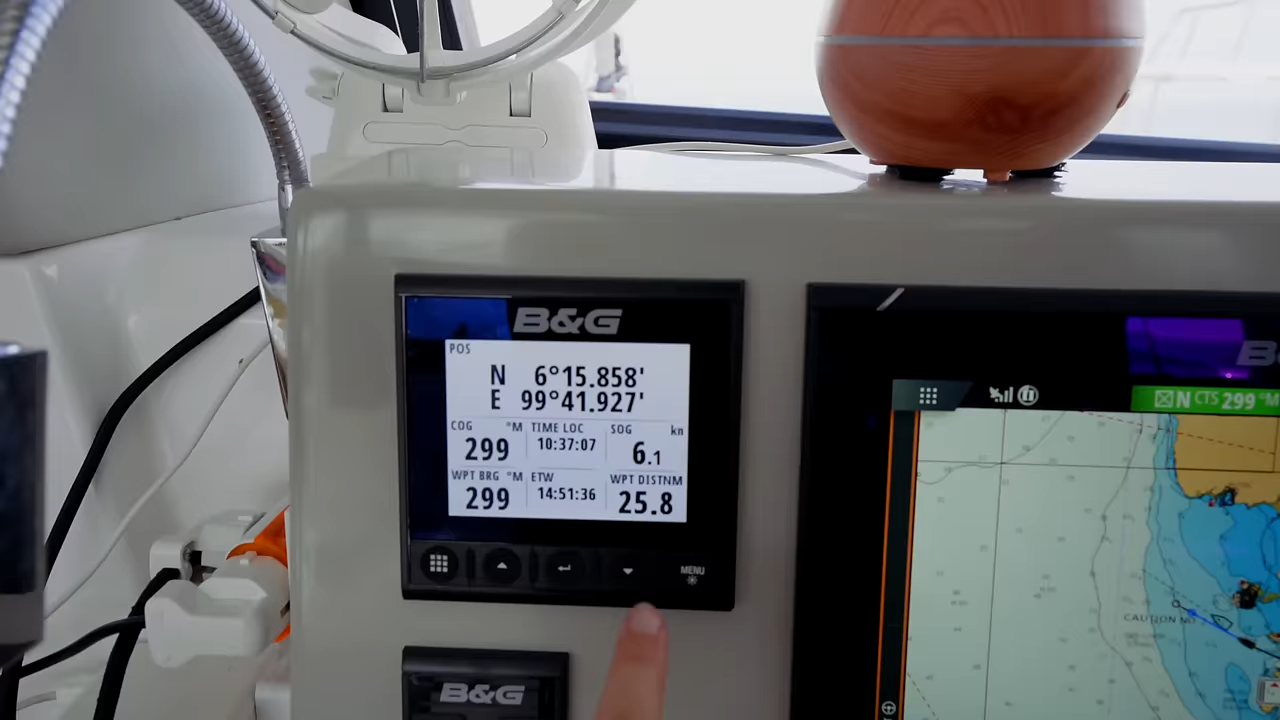 B&G
POS
N 6°15.858'
E 99°41.927'
COG °M TIME LOC SOG kn
299 10:37:07 6.1
WPT BRG °M ETW WPT DISTNM
299 14:51:36 25.8
MENU
B&G
N CTS 299 °M
CAUTION